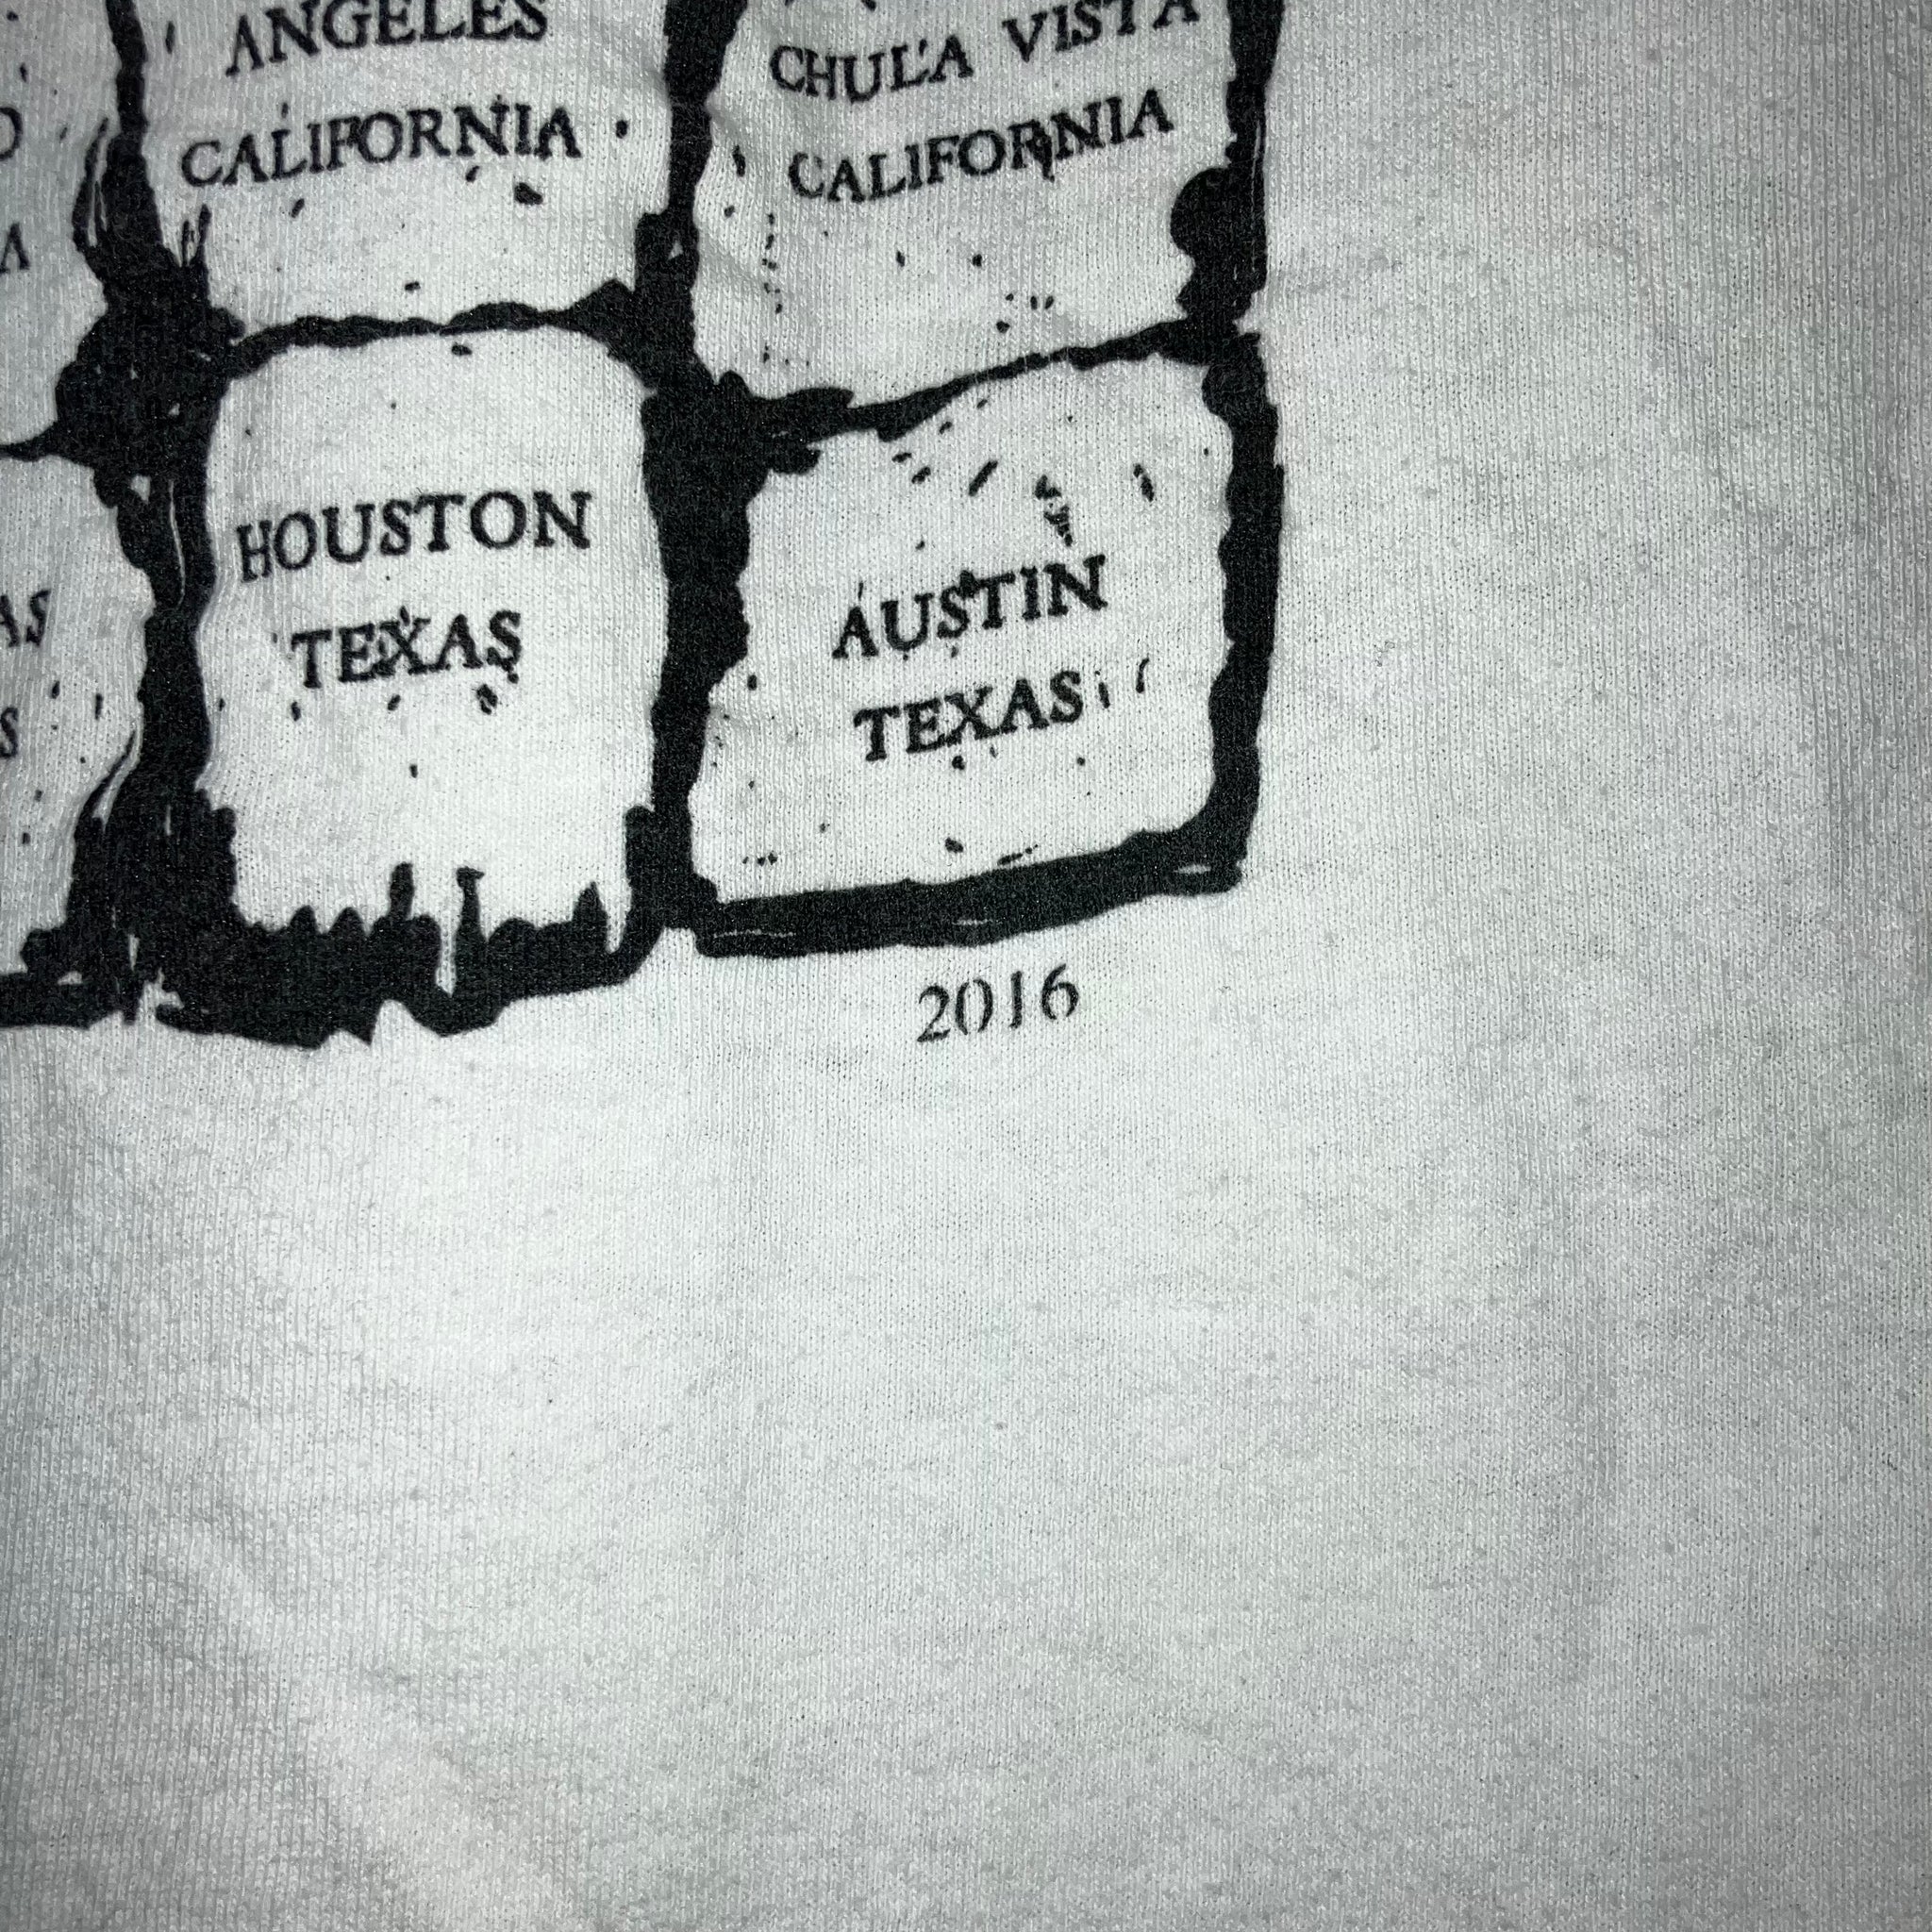 ANGELES
CALIFORNIA
CHULA VISTA
CALIFORNIA
HOUSTON
TEXAS
AUSTIN
TEXAS
2016